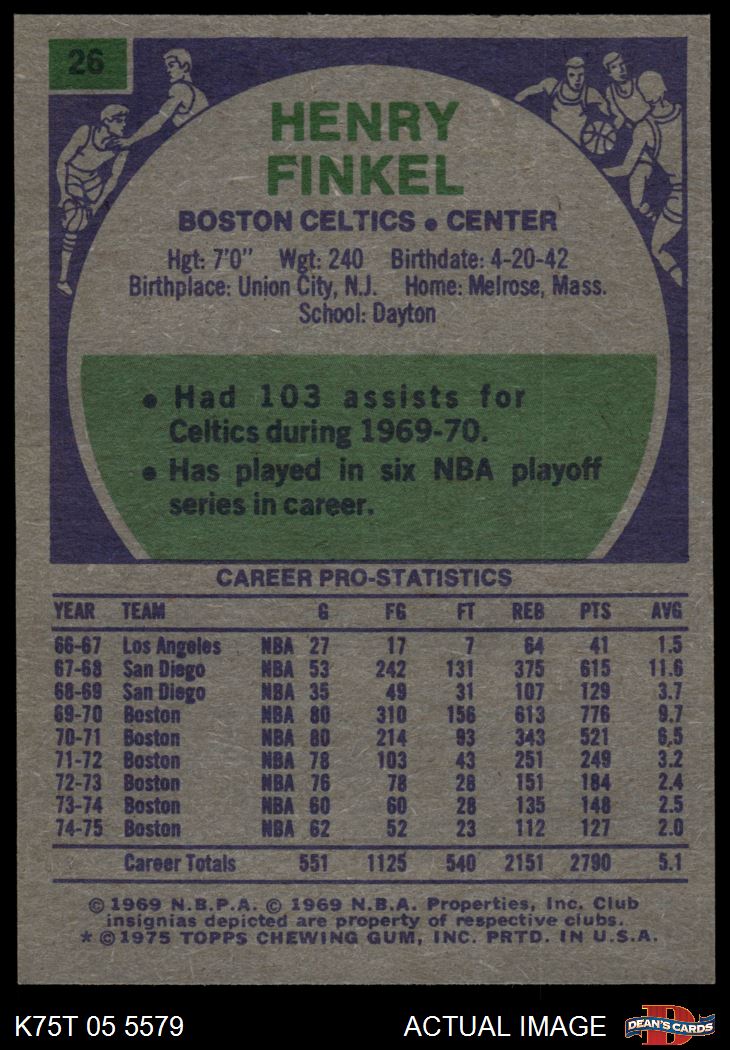 26
HENRY
FINKEL
BOSTON CELTICS • CENTER
Hgt: 7'0" Wgt: 240 Birthdate: 4-20-42
Birthplace: Union City, N.J. Home: Melrose, Mass.
School: Dayton
• Had 103 assists for
Celtics during 1969-70.
• Has played in six NBA playoff
series in career.
CAREER PRO-STATISTICS
YEAR TEAM G FG FT REB PTS AVG
66-67 Los Angeles NBA 27 17 7 64 41 1.5
67-68 San Diego NBA 53 242 131 375 615 11.6
68-69 San Diego NBA 35 49 31 107 129 3.7
69-70 Boston NBA 80 310 156 613 776 9.7
70-71 Boston NBA 80 214 93 343 521 6.5
71-72 Boston NBA 78 103 43 251 249 3.2
72-73 Boston NBA 76 78 28 151 184 2.4
73-74 Boston NBA 60 60 28 135 148 2.5
74-75 Boston NBA 62 52 23 112 127 2.0
Career Totals 551 1125 540 2151 2790 5.1
© 1969 N.B.P.A. © 1969 N.B.A. Properties, Inc. Club
insignias depicted are property of respective clubs.
* © 1975 TOPPS CHEWING GUM, INC. PRTD. IN U.S.A.
K75T 05 5579 ACTUAL IMAGE D DEAN'S CARDS